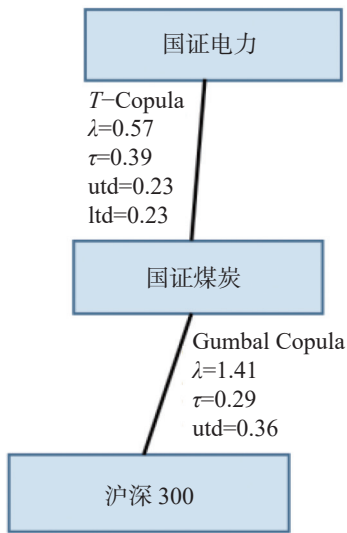 国证电力
T−Copula
λ=0.57
τ=0.39
utd=0.23
ltd=0.23
国证煤炭
Gumbal Copula
λ=1.41
τ=0.29
utd=0.36
沪深 300